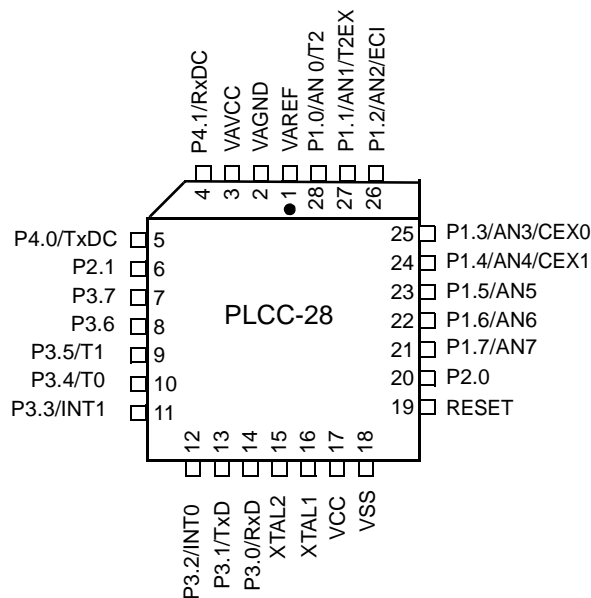 P4.1/RxDC
VAVCC
VAGND
VAREF
P1.0/AN 0/T2
P1.1/AN1/T2EX
P1.2/AN2/ECI
4
3
2
1
28
27
26
P4.0/TxDC 5
P2.1 6
P3.7 7
P3.6 8
P3.5/T1 9
P3.4/T0 10
P3.3/INT1 11
PLCC-28
25 P1.3/AN3/CEX0
24 P1.4/AN4/CEX1
23 P1.5/AN5
22 P1.6/AN6
21 P1.7/AN7
20 P2.0
19 RESET
12
13
14
15
16
17
18
P3.2/INT0
P3.1/TxD
P3.0/RxD
XTAL2
XTAL1
VCC
VSS